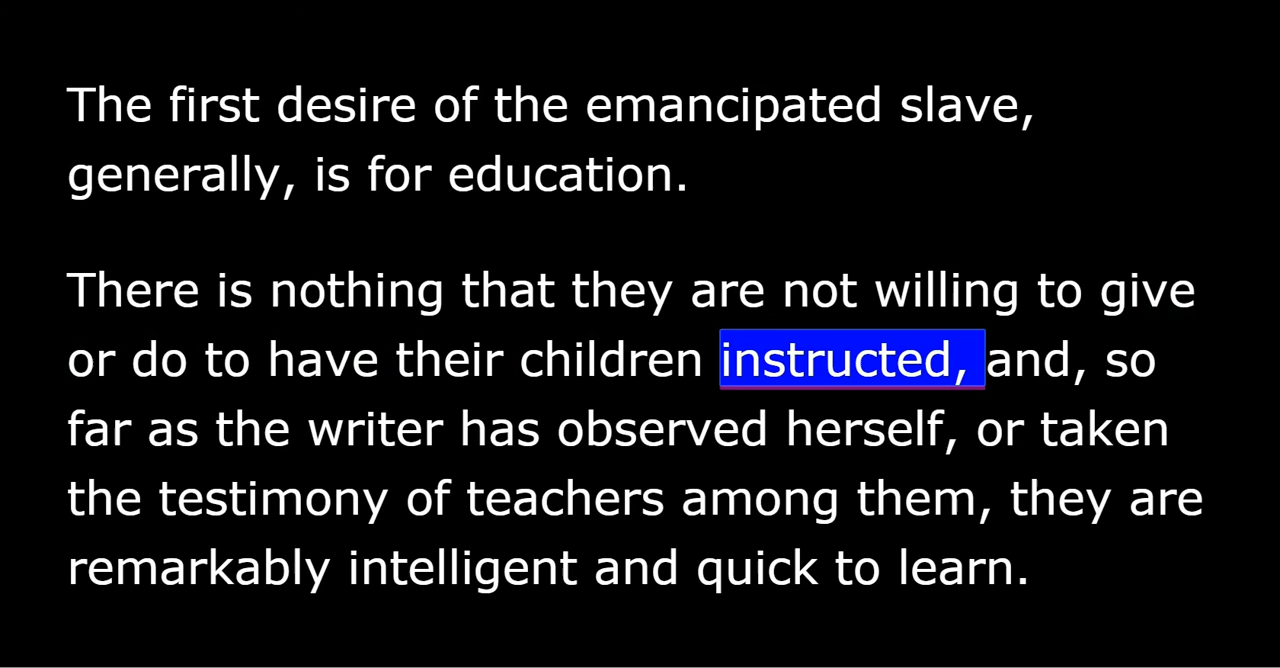 The first desire of the emancipated slave,
generally, is for education.
There is nothing that they are not willing to give
or do to have their children instructed, and, so
far as the writer has observed herself, or taken
the testimony of teachers among them, they are
remarkably intelligent and quick to learn.